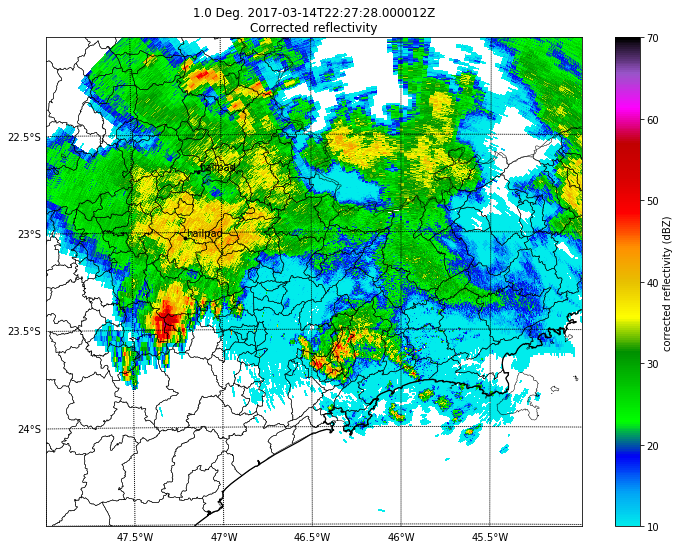 1.0 Deg. 2017-03-14T22:27:28.000012Z
Corrected reflectivity
22.5°S
23°S
23.5°S
24°S
47.5°W
47°W
46.5°W
46°W
45.5°W
hailpad
hailpad
70
60
50
40
30
20
10
corrected reflectivity (dBZ)